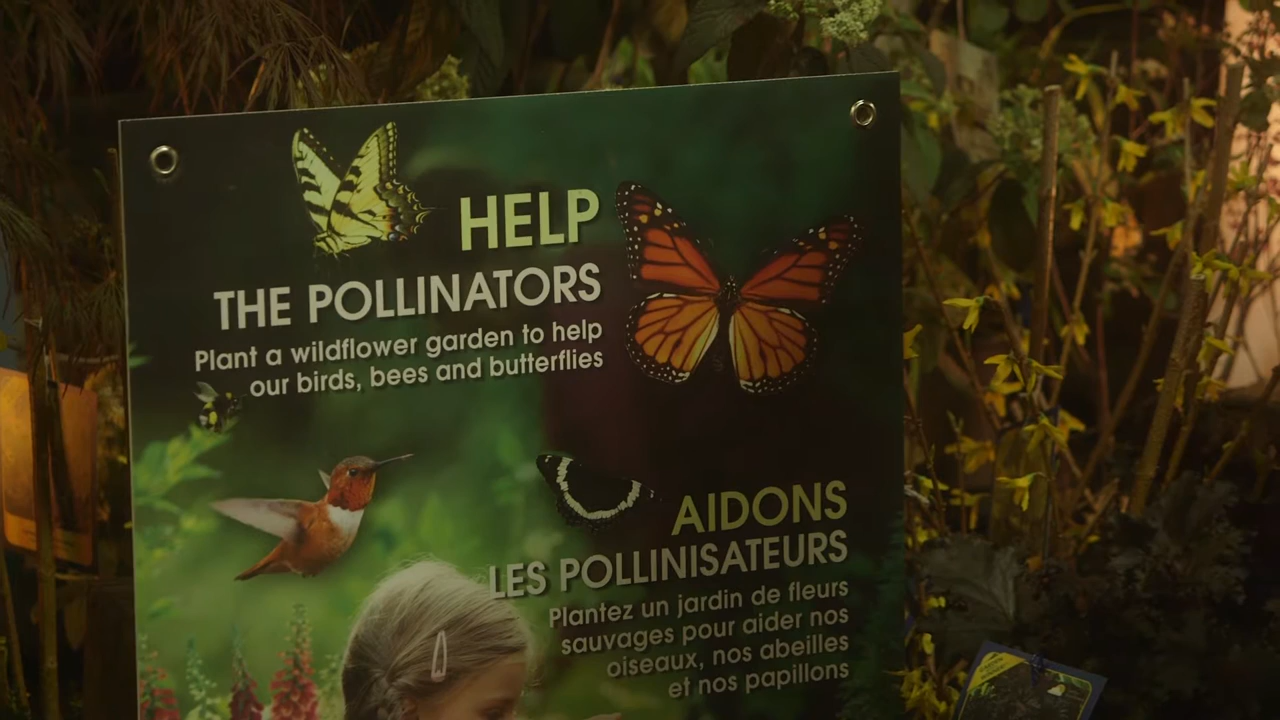 HELP
THE POLLINATORS
Plant a wildflower garden to help
our birds, bees and butterflies
AIDONS
LES POLLINISATEURS
Plantez un jardin de fleurs
sauvages pour aider nos
oiseaux, nos abeilles
et nos papillons